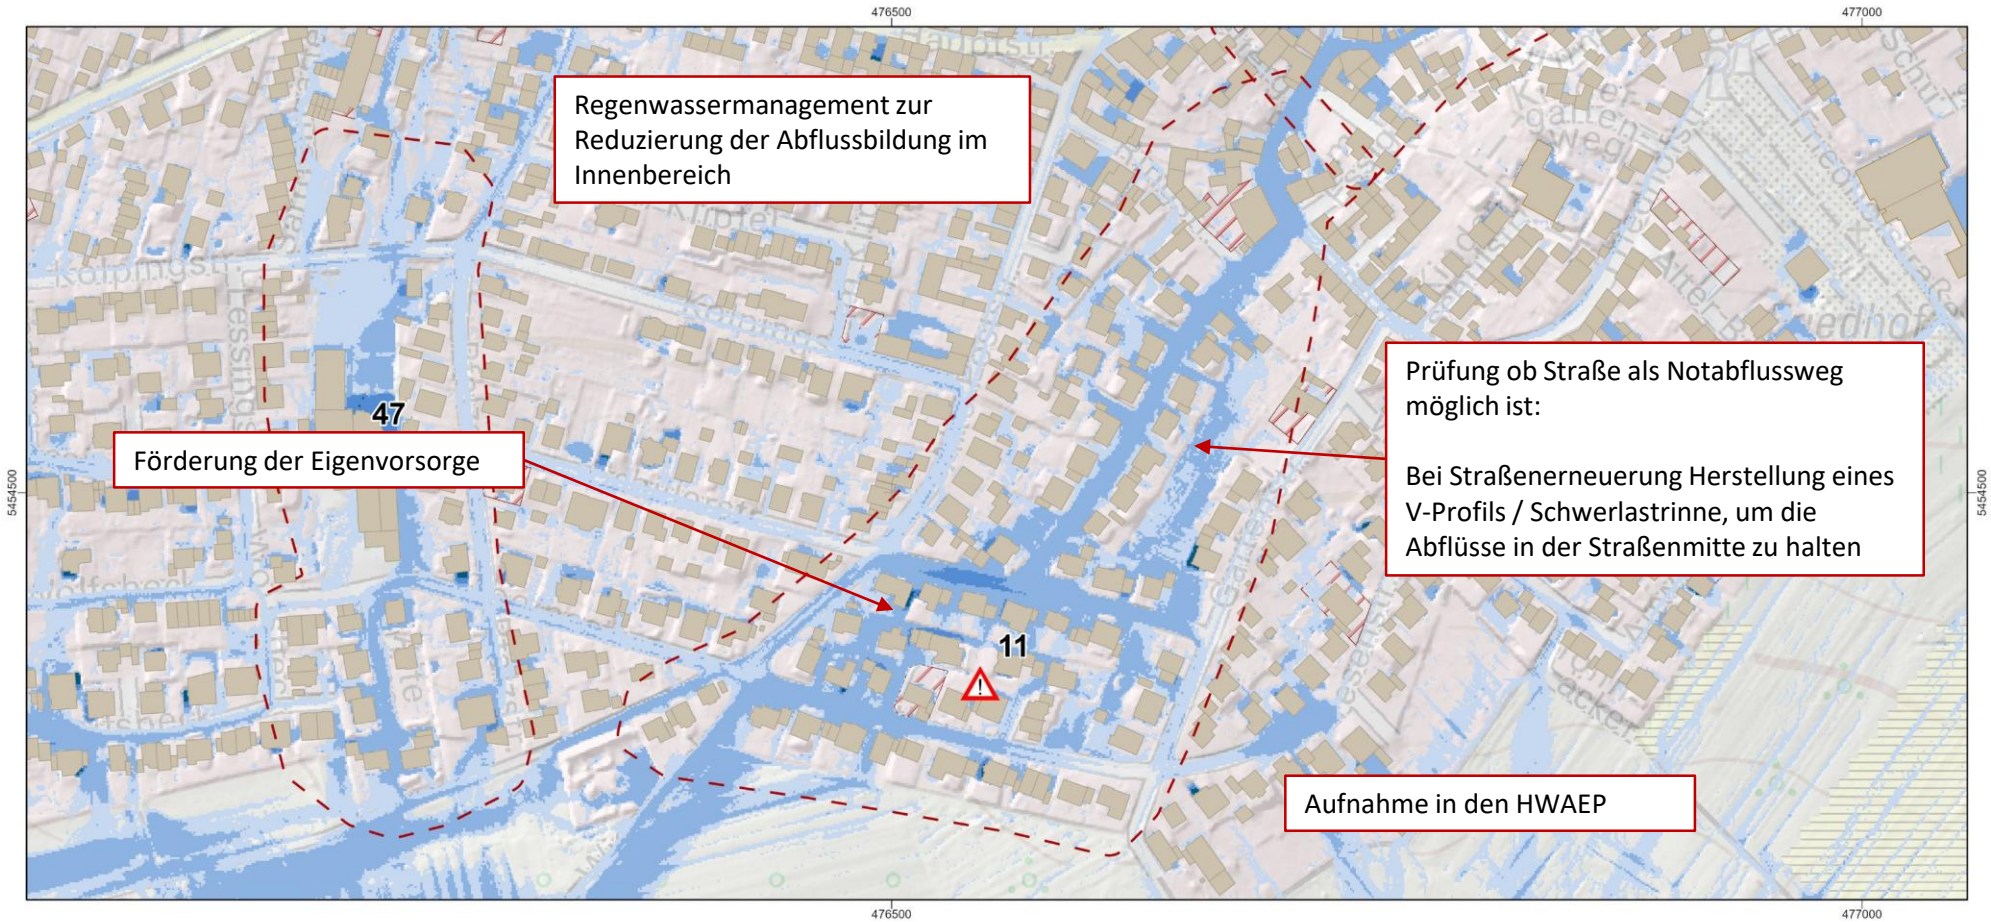 476500
477000
Hauptstr
Regenwassermanagement zur
Reduzierung der Abflussbildung im
Innenbereich
Kolpingstr.
Prüfung ob Straße als Notabflussweg
möglich ist:
Bei Straßenerneuerung Herstellung eines
V-Profils / Schwerlastrinne, um die
Abflüsse in der Straßenmitte zu halten
47
Förderung der Eigenvorsorge
5454500
5454500
11
Aufnahme in den HWAEP
476500
477000